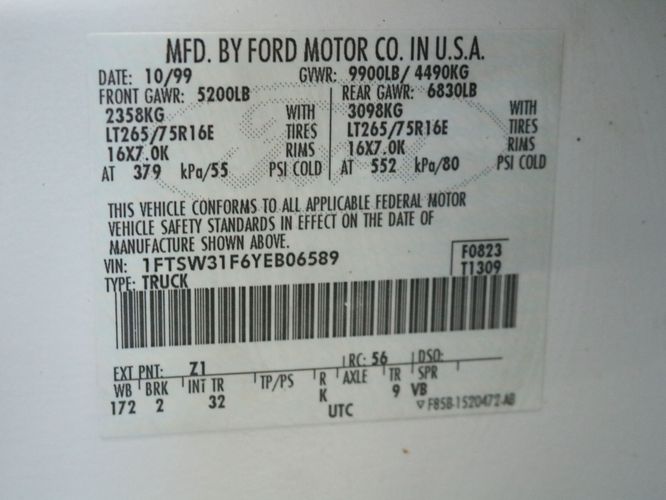 MFD. BY FORD MOTOR CO. IN U.S.A.
DATE: 10/99 GVWR: 9900LB/ 4490KG
FRONT GAWR: 5200LB REAR GAWR: 6830LB
2358KG WITH 3098KG WITH
LT265/75R16E TIRES LT265/75R16E TIRES
16X7.0K RIMS 16X7.0K RIMS
AT 379 kPa/55 PSI COLD AT 552 kPa/80 PSI COLD
THIS VEHICLE CONFORMS TO ALL APPLICABLE FEDERAL MOTOR
VEHICLE SAFETY STANDARDS IN EFFECT ON THE DATE OF
MANUFACTURE SHOWN ABOVE.
VIN: 1FTSW31F6YEB06589 F0823
TYPE: TRUCK T1309
EXT PNT: Z1 RC: 56 DSO:
WB BRK INT TR TP/PS R AXLE TR SPR
172 2 32 K 9 VB
UTC ▽ F85B-1520472-AB